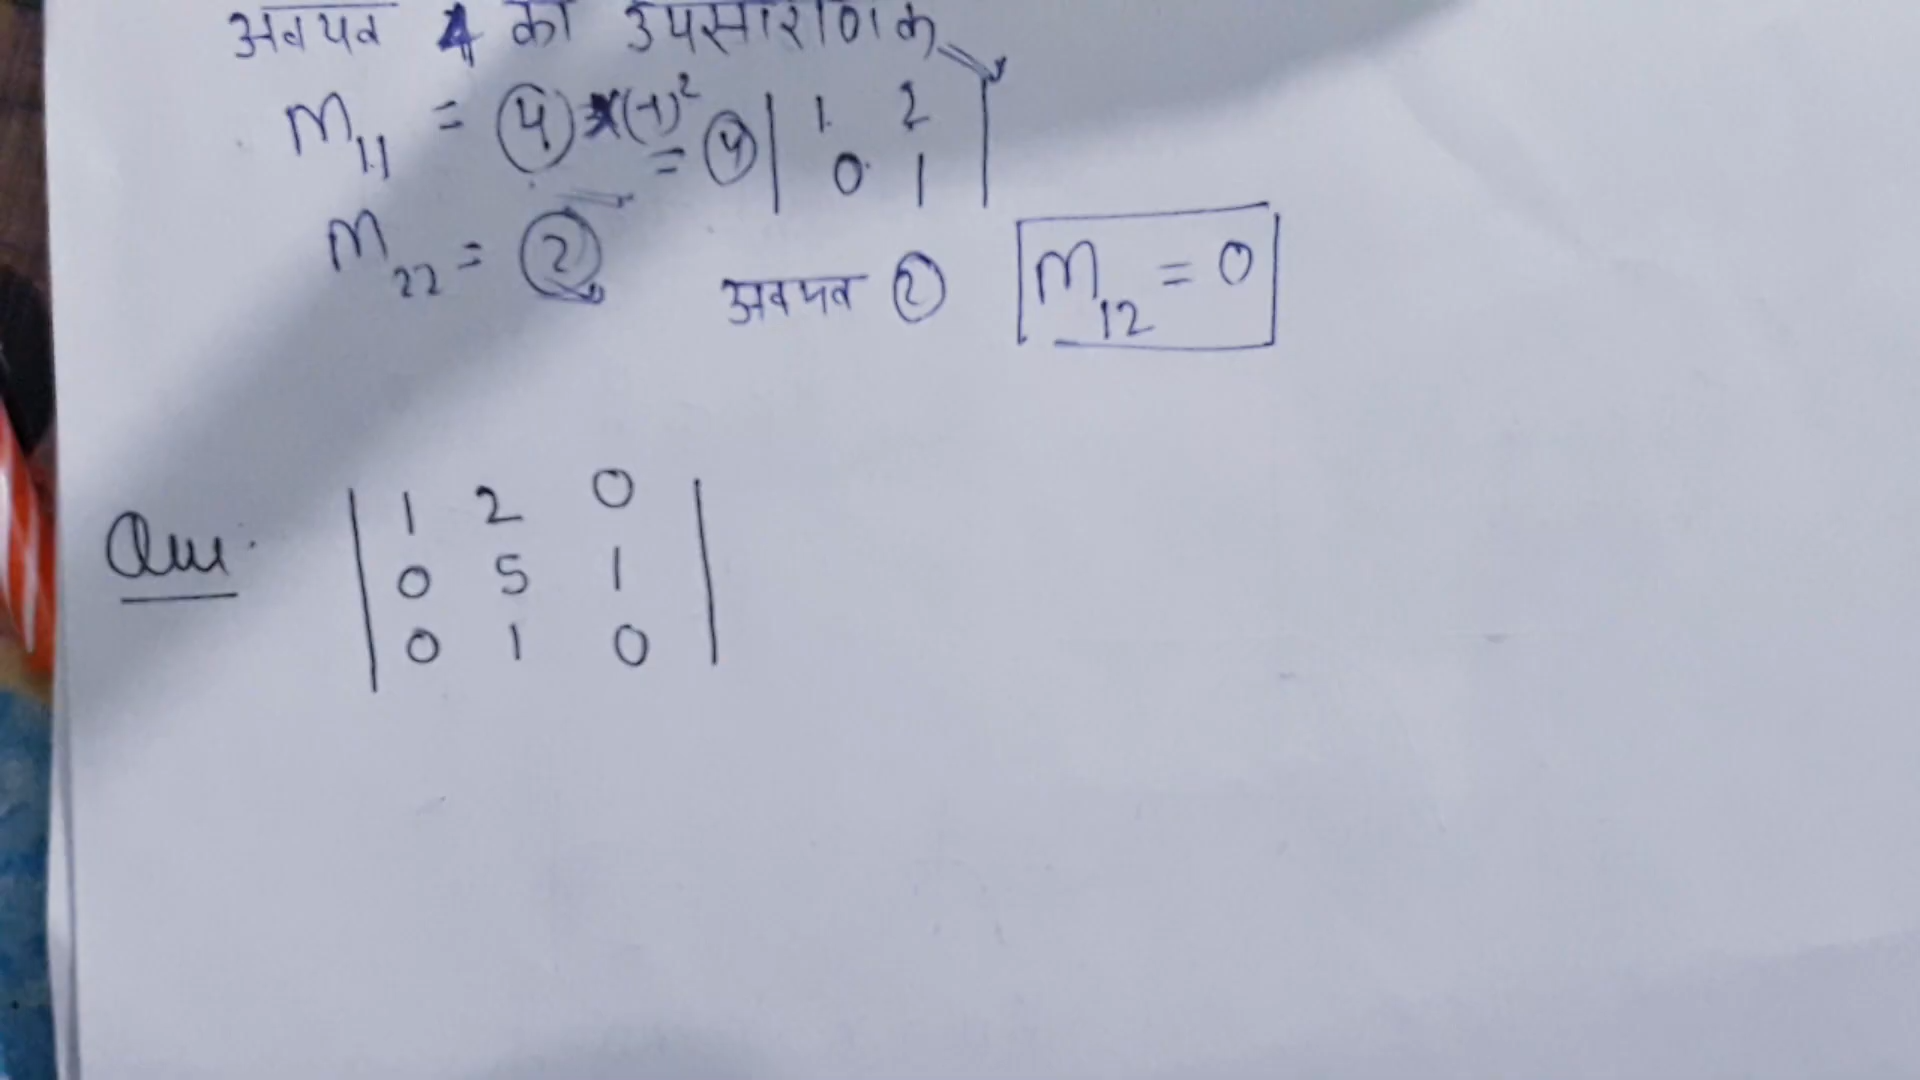 अवयव 4 का उपसारणिक
M₁₁ = ④ × (-1)² = ④ | 1 2 |
| 0 1 |
M₂₂ = ② अवयव ② M₁₂ = 0
Qus. | 1 2 0 |
| 0 5 1 |
| 0 1 0 |